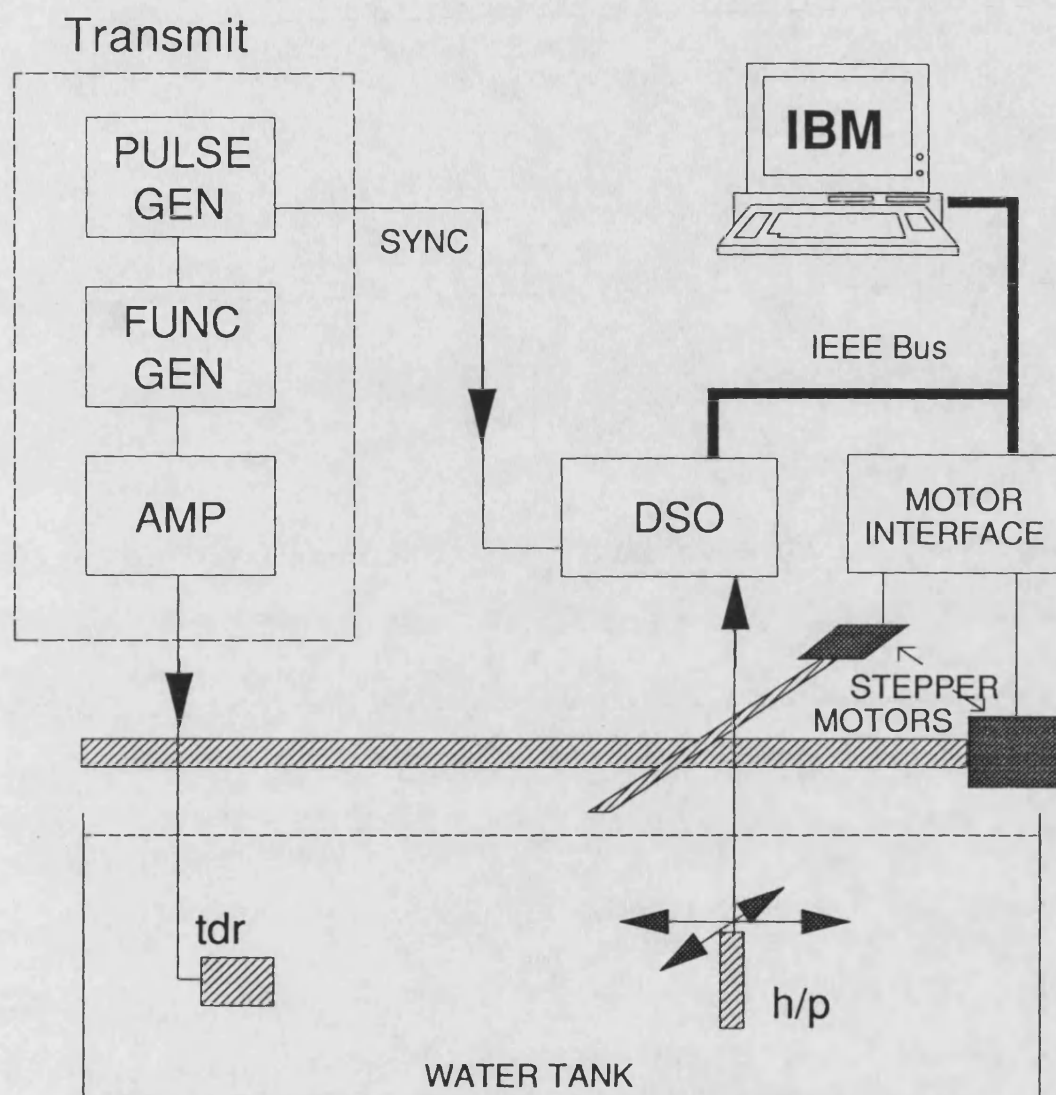 Transmit
PULSE
GEN
FUNC
GEN
AMP
SYNC
IBM
IEEE Bus
DSO
MOTOR
INTERFACE
STEPPER
MOTORS
tdr
h/p
WATER TANK